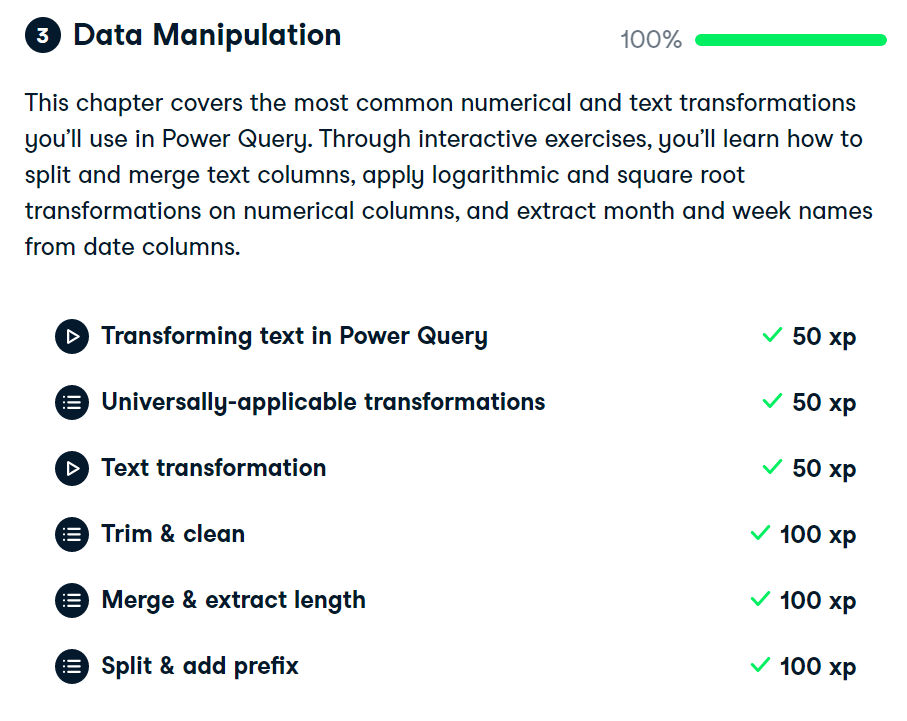 3 Data Manipulation 100%
This chapter covers the most common numerical and text transformations
you'll use in Power Query. Through interactive exercises, you'll learn how to
split and merge text columns, apply logarithmic and square root
transformations on numerical columns, and extract month and week names
from date columns.
Transforming text in Power Query 50 xp
Universally-applicable transformations 50 xp
Text transformation 50 xp
Trim & clean 100 xp
Merge & extract length 100 xp
Split & add prefix 100 xp